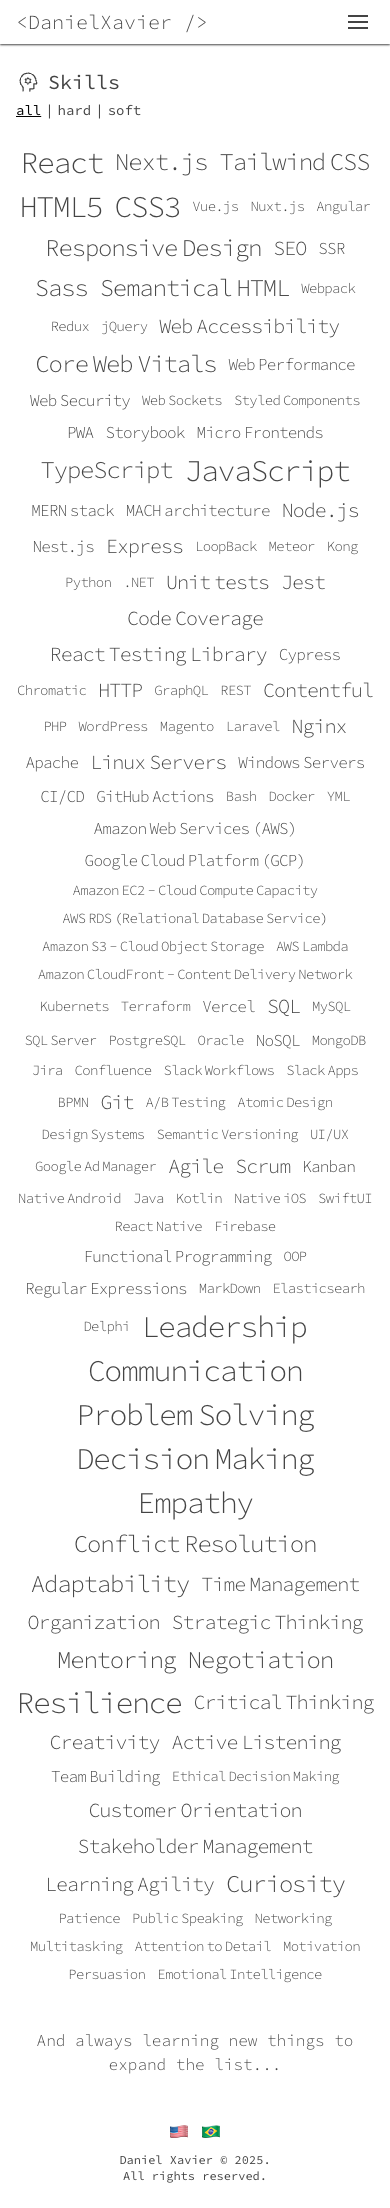 <DanielXavier />
Skills
all | hard | soft
React Next.js Tailwind CSS
HTML5 CSS3 Vue.js Nuxt.js Angular
Responsive Design SEO SSR
Sass Semantical HTML Webpack
Redux jQuery Web Accessibility
Core Web Vitals Web Performance
Web Security Web Sockets Styled Components
PWA Storybook Micro Frontends
TypeScript JavaScript
MERN stack MACH architecture Node.js
Nest.js Express LoopBack Meteor Kong
Python .NET Unit tests Jest
Code Coverage
React Testing Library Cypress
Chromatic HTTP GraphQL REST Contentful
PHP WordPress Magento Laravel Nginx
Apache Linux Servers Windows Servers
CI/CD GitHub Actions Bash Docker YML
Amazon Web Services (AWS)
Google Cloud Platform (GCP)
Amazon EC2 - Cloud Compute Capacity
AWS RDS (Relational Database Service)
Amazon S3 - Cloud Object Storage AWS Lambda
Amazon CloudFront - Content Delivery Network
Kubernets Terraform Vercel SQL MySQL
SQL Server PostgreSQL Oracle NoSQL MongoDB
Jira Confluence Slack Workflows Slack Apps
BPMN Git A/B Testing Atomic Design
Design Systems Semantic Versioning UI/UX
Google Ad Manager Agile Scrum Kanban
Native Android Java Kotlin Native iOS SwiftUI
React Native Firebase
Functional Programming OOP
Regular Expressions MarkDown Elasticsearh
Delphi Leadership
Communication
Problem Solving
Decision Making
Empathy
Conflict Resolution
Adaptability Time Management
Organization Strategic Thinking
Mentoring Negotiation
Resilience Critical Thinking
Creativity Active Listening
Team Building Ethical Decision Making
Customer Orientation
Stakeholder Management
Learning Agility Curiosity
Patience Public Speaking Networking
Multitasking Attention to Detail Motivation
Persuasion Emotional Intelligence
And always learning new things to
expand the list...
Daniel Xavier © 2025.
All rights reserved.